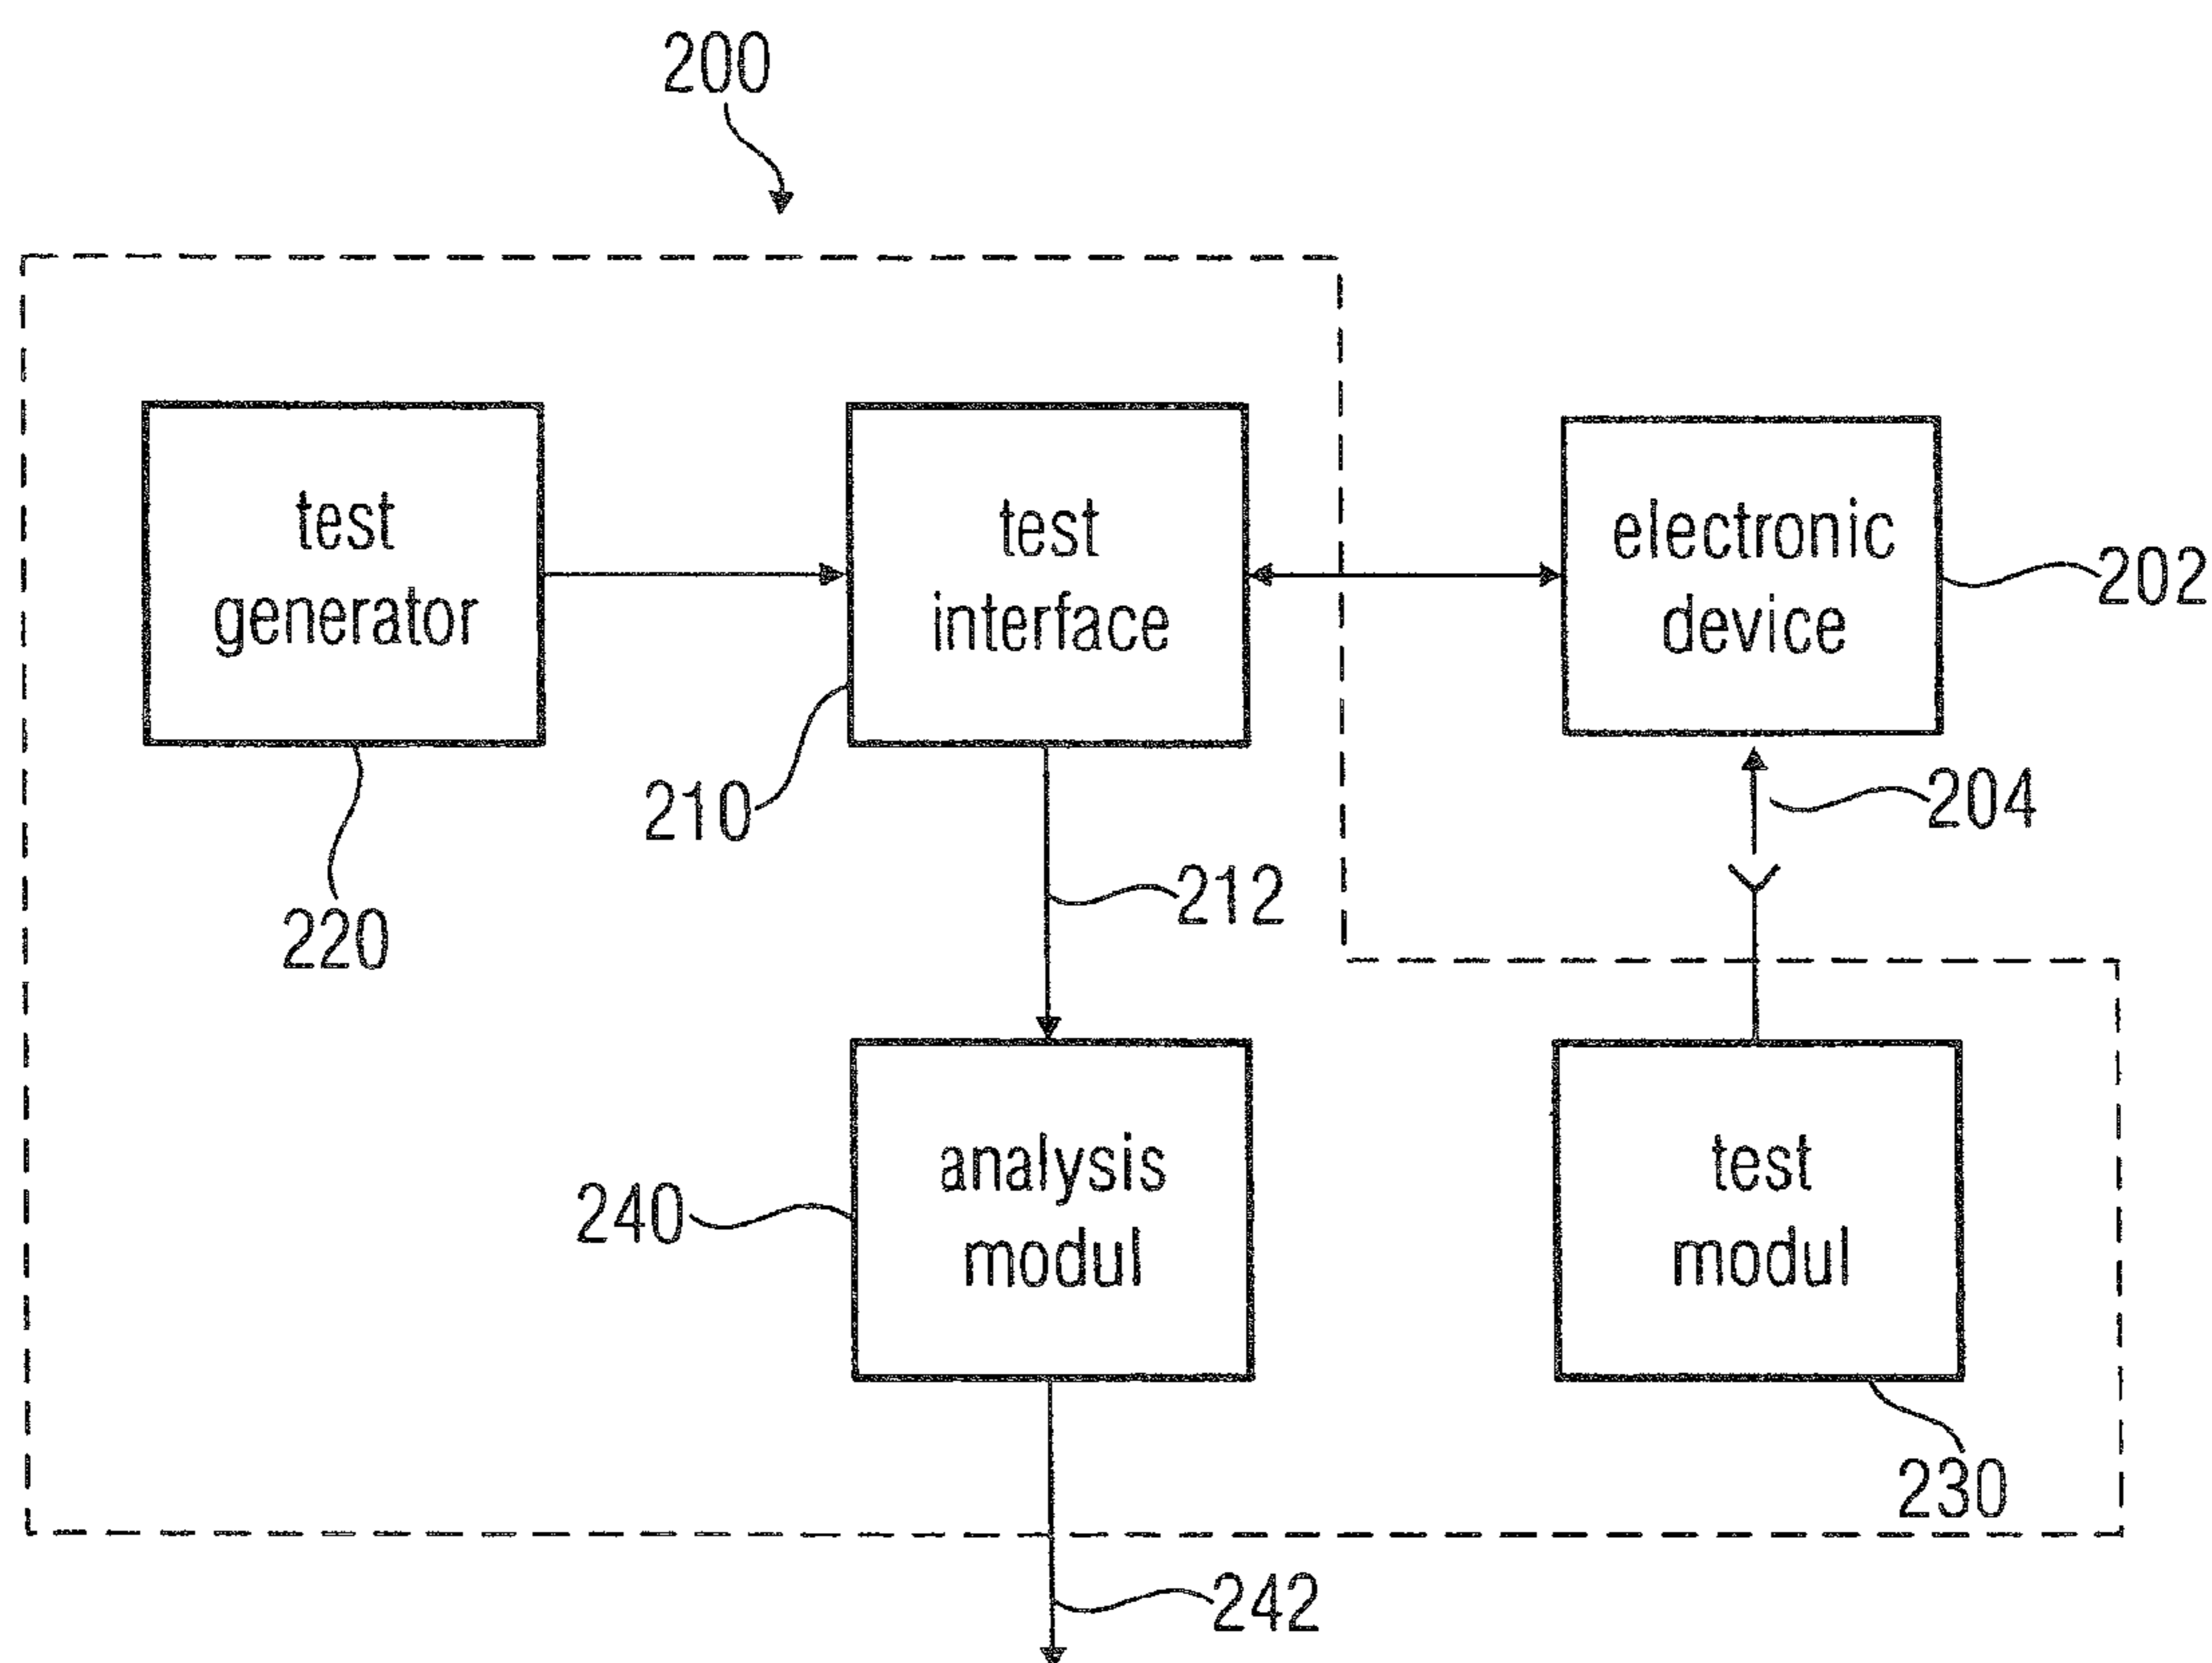 200
test
generator
test
interface
electronic
device
202
210
204
220
212
analysis
modul
240
test
modul
230
242